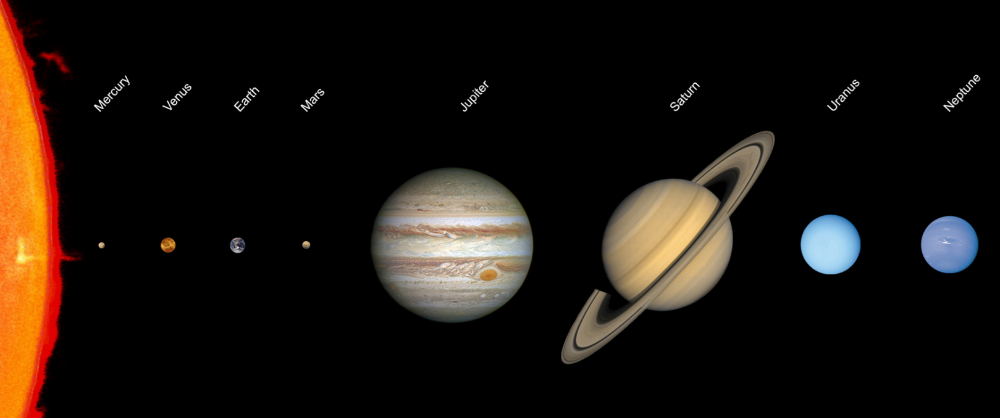 Mercury
Venus
Earth
Mars
Jupiter
Saturn
Uranus
Neptune